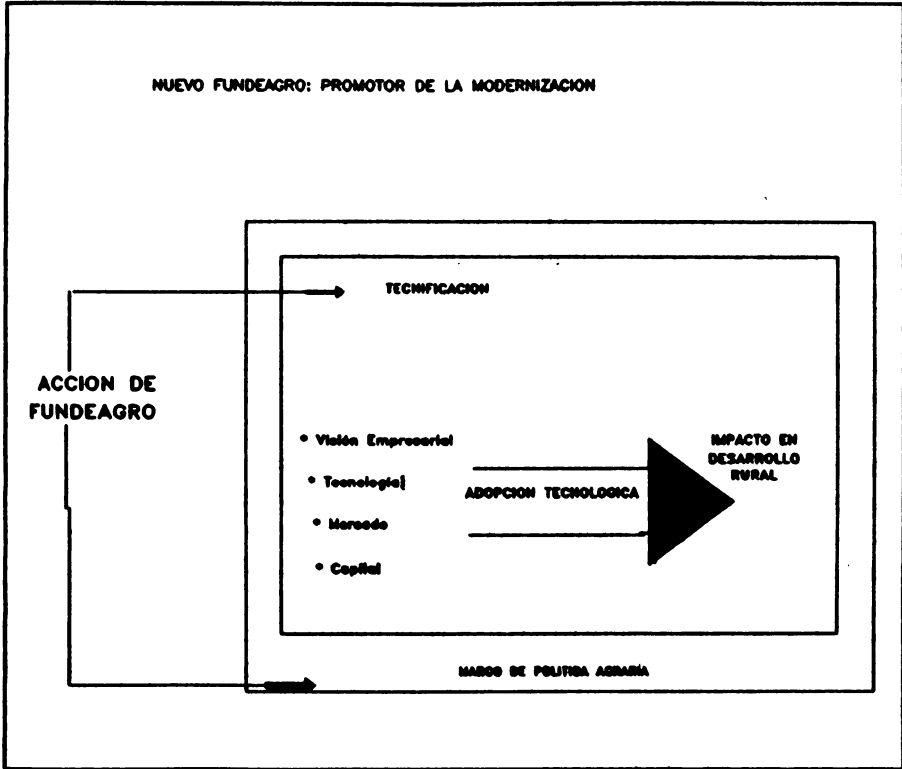 NUEVO FUNDEAGRO: PROMOTOR DE LA MODERNIZACION
TECNIFICACION
ACCION DE
FUNDEAGRO
• Visión Empresarial
• Tecnología
• Mercado
• Capital
ADOPCION TECNOLOGICA
IMPACTO EN
DESARROLLO
RURAL
MARCO DE POLITICA AGRARÍA